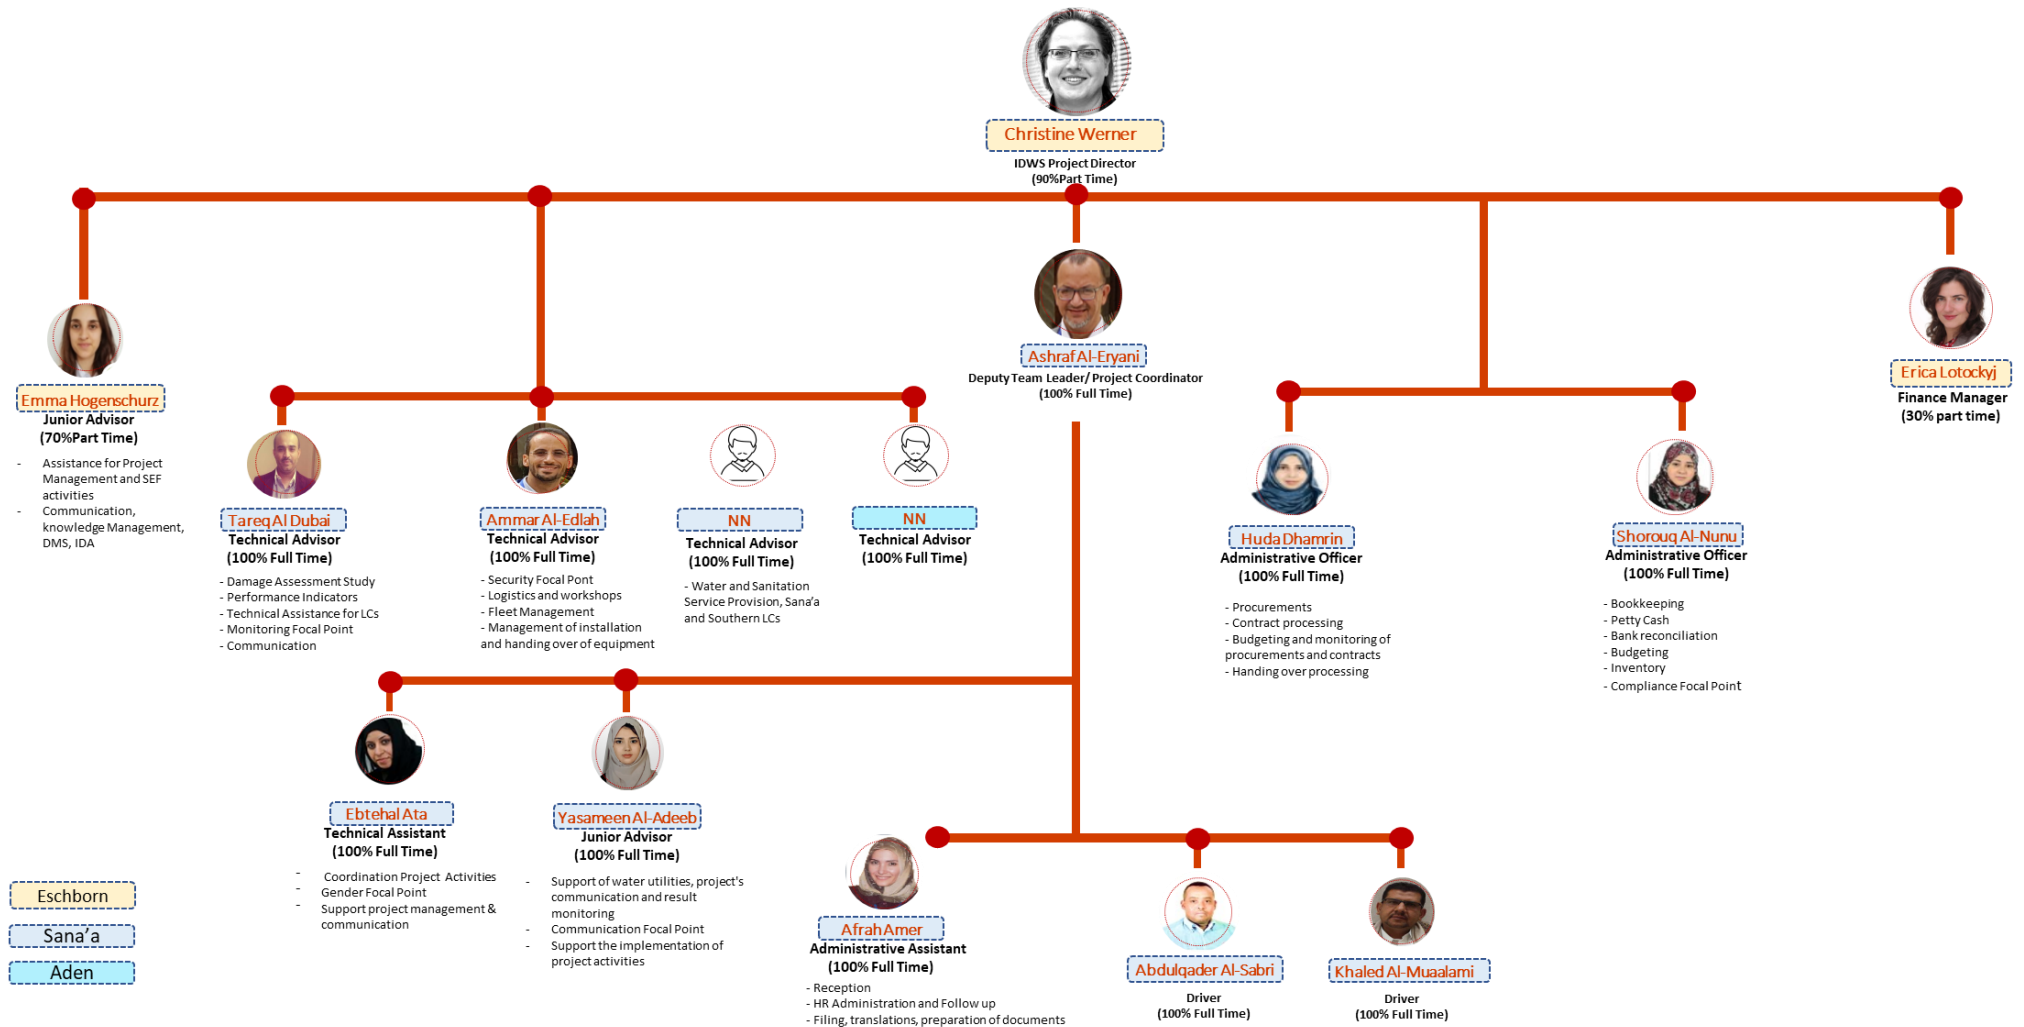 Christine Werner
IDWS Project Director
(90%Part Time)
Ashraf Al-Eryani
Deputy Team Leader/ Project Coordinator
(100% Full Time)
Emma Hogenschurz
Junior Advisor
(70%Part Time)
- Assistance for Project
Management and SEF
activities
- Communication,
knowledge Management,
DMS, IDA
Erica Lotockyj
Finance Manager
(30% part time)
Tareq Al Dubai
Technical Advisor
(100% Full Time)
- Damage Assessment Study
- Performance Indicators
- Technical Assistance for LCs
- Monitoring Focal Point
- Communication
Ammar Al-Edlah
Technical Advisor
(100% Full Time)
- Security Focal Pont
- Logistics and workshops
- Fleet Management
- Management of installation
and handing over of equipment
NN
Technical Advisor
(100% Full Time)
- Water and Sanitation
Service Provision, Sana’a
and Southern LCs
NN
Technical Advisor
(100% Full Time)
Huda Dhamrin
Administrative Officer
(100% Full Time)
- Procurements
- Contract processing
- Budgeting and monitoring of
procurements and contracts
- Handing over processing
Shorouq Al-Nunu
Administrative Officer
(100% Full Time)
- Bookkeeping
- Petty Cash
- Bank reconciliation
- Budgeting
- Inventory
- Compliance Focal Point
Ebtehal Ata
Technical Assistant
(100% Full Time)
- Coordination Project Activities
- Gender Focal Point
- Support project management &
communication
Yasameen Al-Adeeb
Junior Advisor
(100% Full Time)
- Support of water utilities, project's
communication and result
monitoring
- Communication Focal Point
- Support the implementation of
project activities
Afrah Amer
Administrative Assistant
(100% Full Time)
- Reception
- HR Administration and Follow up
- Filing, translations, preparation of documents
Abdulqader Al-Sabri
Driver
(100% Full Time)
Khaled Al-Muaalami
Driver
(100% Full Time)
Eschborn
Sana’a
Aden